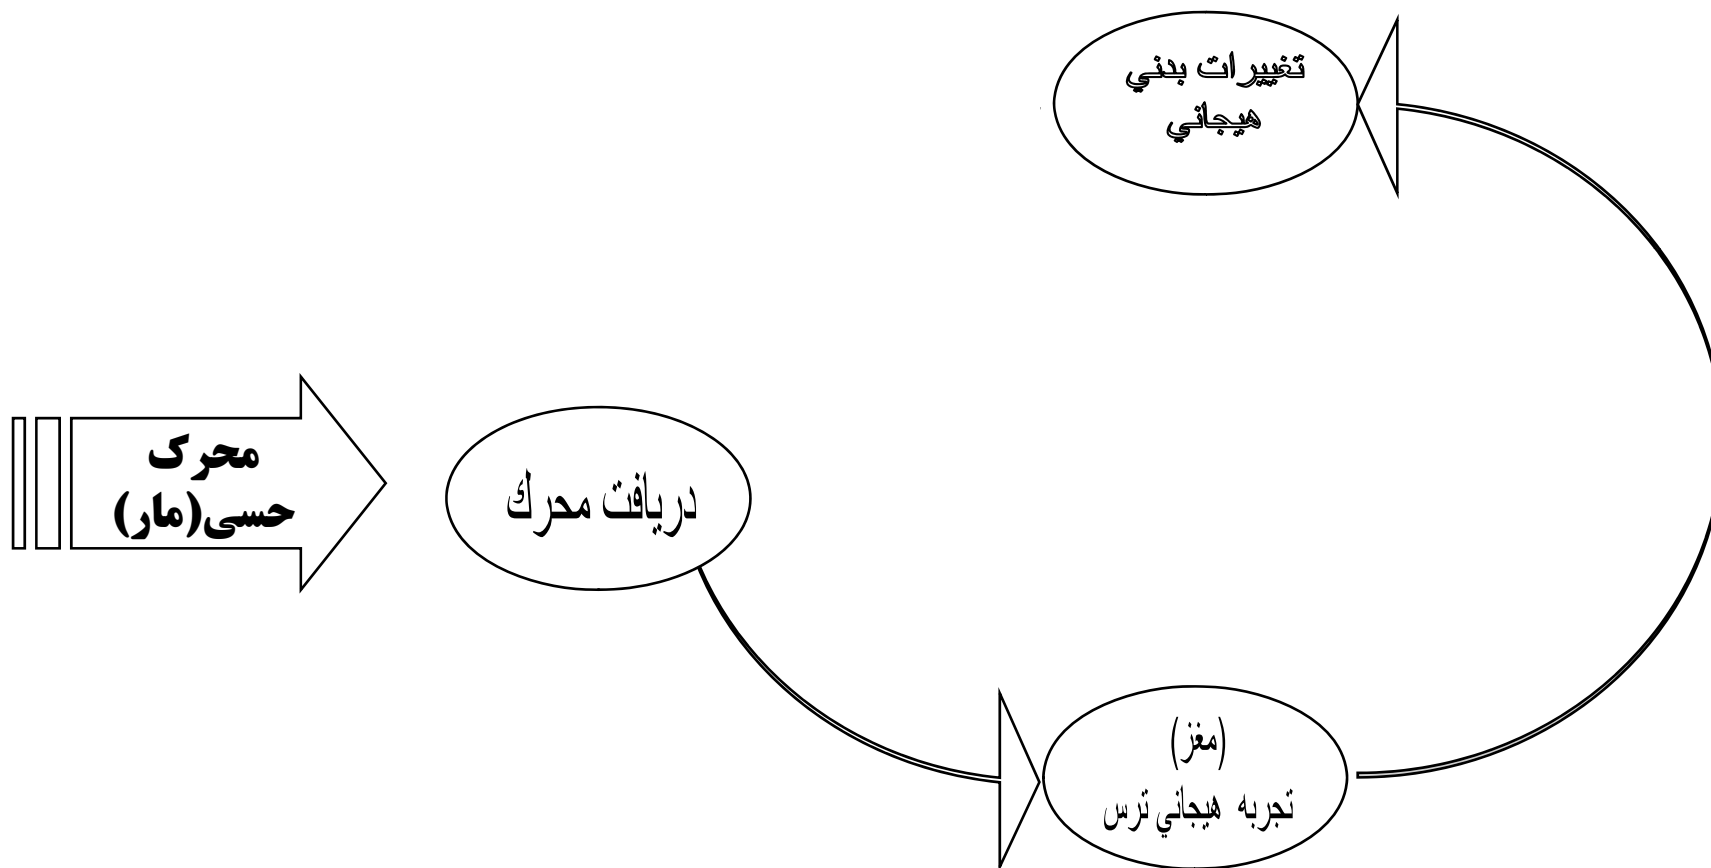 تغييرات بدني
هيجاني
محرک
حسی(مار)
دريافت محرك
(مغز)
تجربه هيجاني ترس